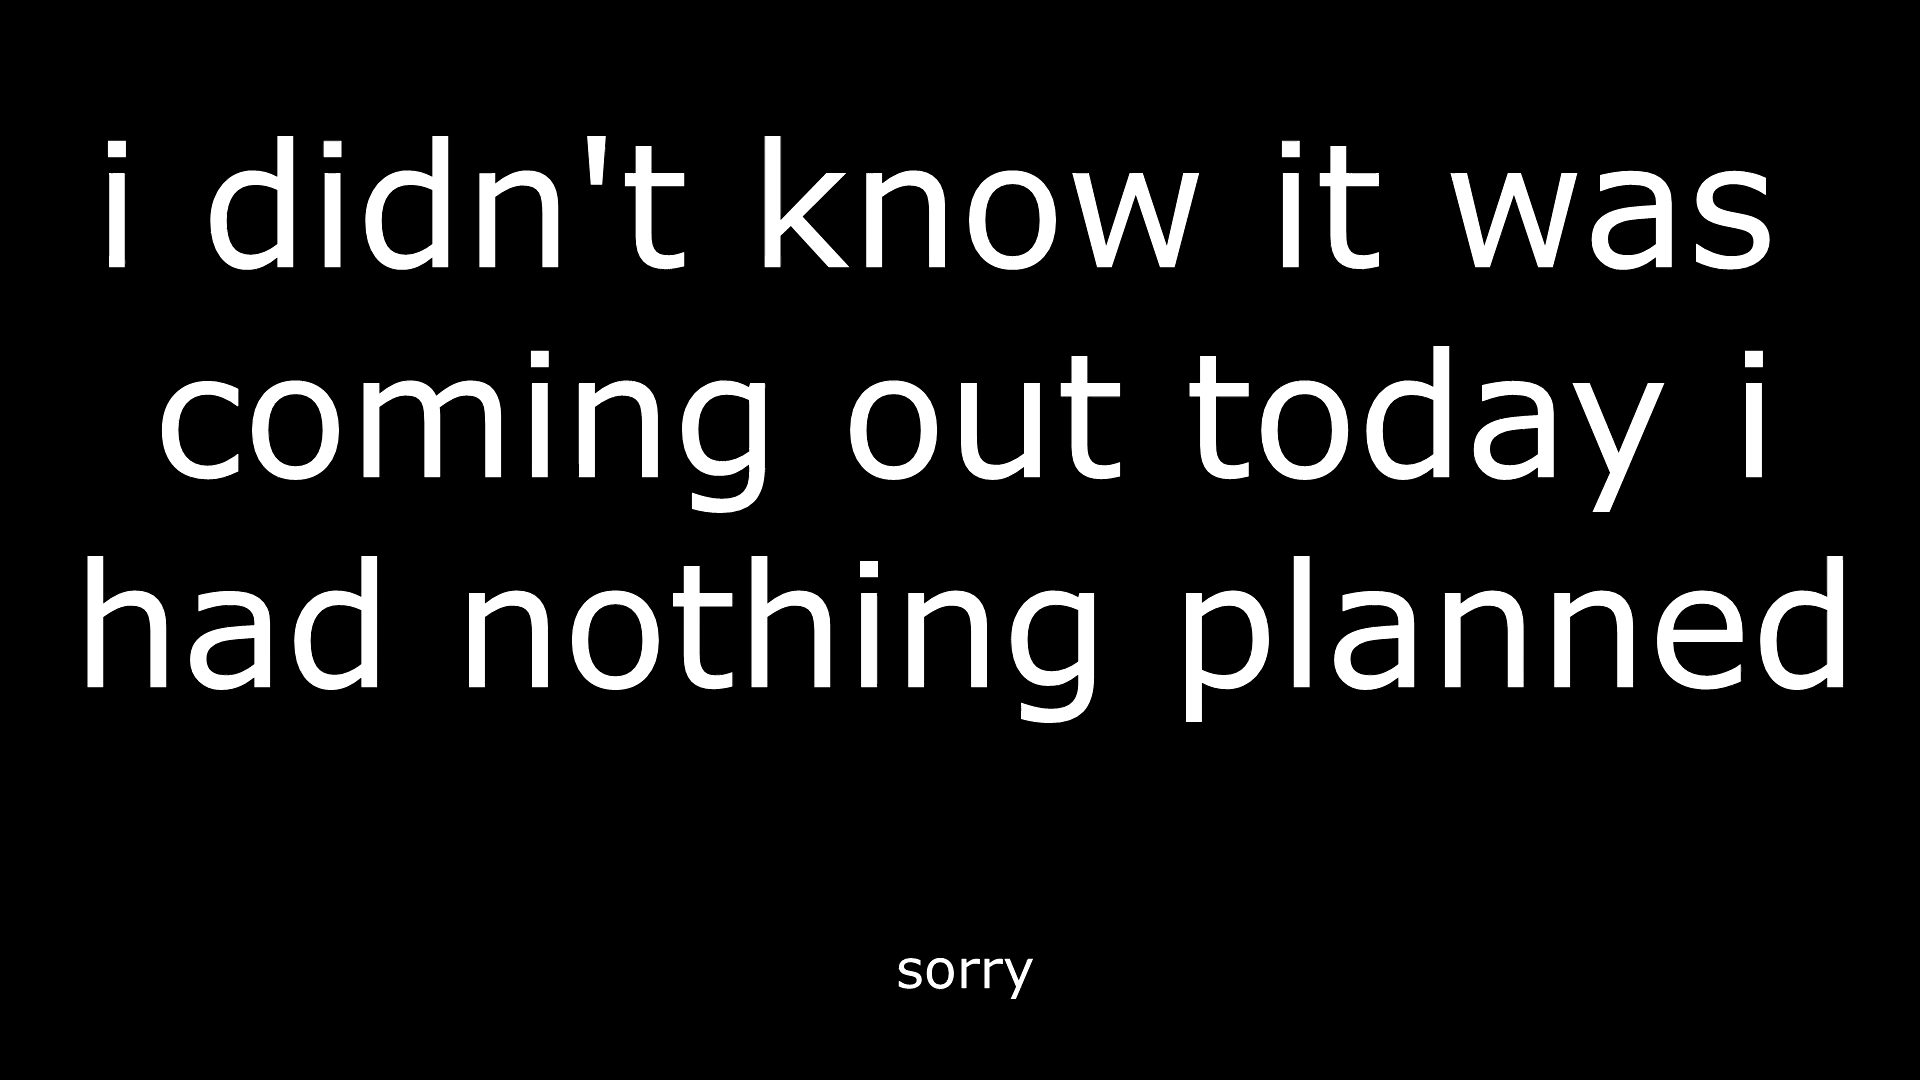 i didn't know it was
coming out today i
had nothing planned
sorry